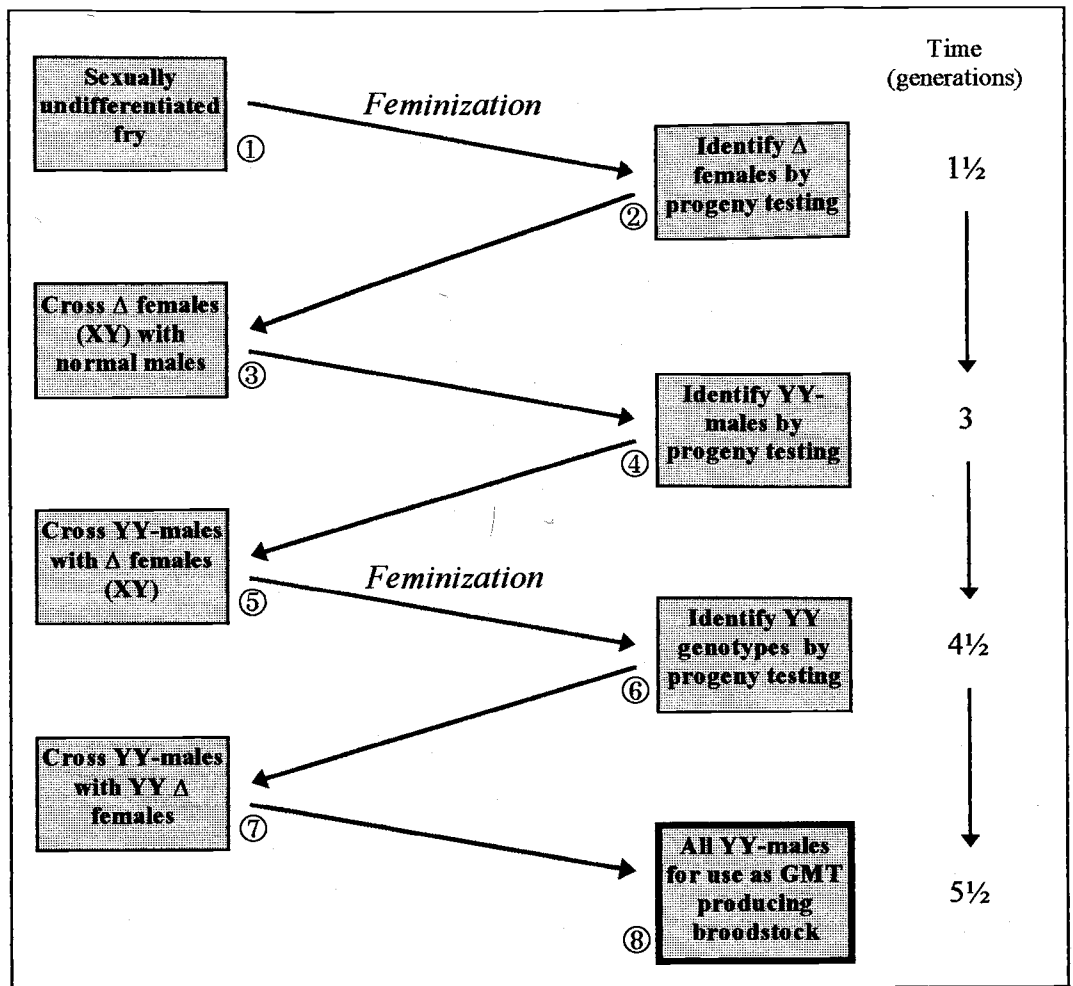 Time
(generations)
Sexually
undifferentiated
fry
①
Feminization
Identify Δ
females by
progeny testing
②
1½
Cross Δ females
(XY) with
normal males
③
Identify YY-
males by
progeny testing
④
3
Cross YY-males
with Δ females
(XY)
⑤
Feminization
Identify YY
genotypes by
progeny testing
⑥
4½
Cross YY-males
with YY Δ
females
⑦
All YY-males
for use as GMT
producing
broodstock
⑧
5½